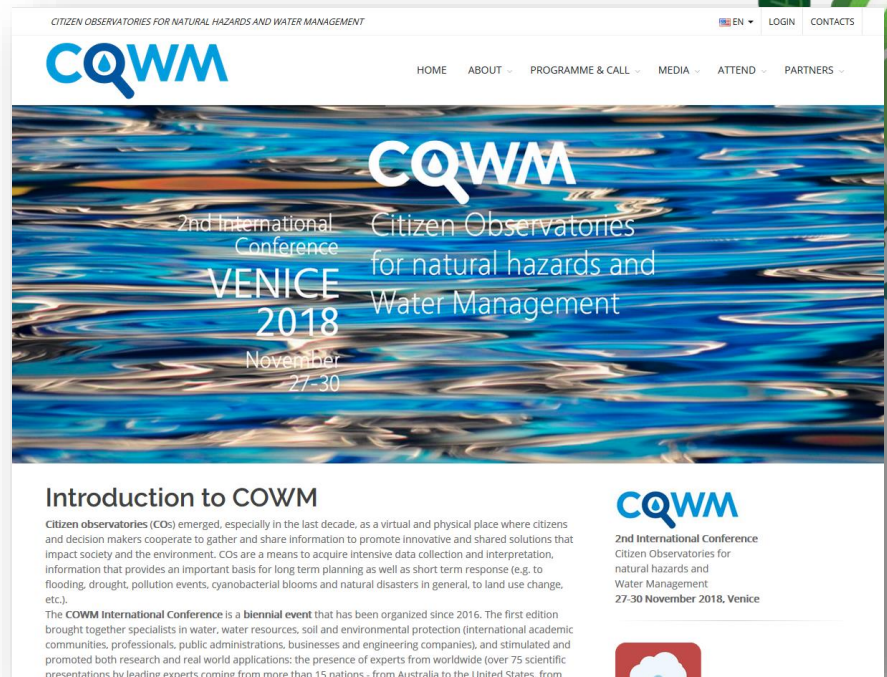 CITIZEN OBSERVATORIES FOR NATURAL HAZARDS AND WATER MANAGEMENT
EN LOGIN CONTACTS
COWM
HOME ABOUT PROGRAMME & CALL MEDIA ATTEND PARTNERS
COWM
2nd International
Conference
VENICE
2018
November
27-30
Citizen Observatories
for natural hazards and
Water Management
Introduction to COWM
Citizen observatories (COs) emerged, especially in the last decade, as a virtual and physical place where citizens
and decision makers cooperate to gather and share information to promote innovative and shared solutions that
impact society and the environment. COs are a means to acquire intensive data collection and interpretation,
information that provides an important basis for long term planning as well as short term response (e.g. to
flooding, drought, pollution events, cyanobacterial blooms and natural disasters in general, to land use change,
etc.).
The COWM International Conference is a biennial event that has been organized since 2016. The first edition
brought together specialists in water, water resources, soil and environmental protection (international academic
communities, professionals, public administrations, businesses and engineering companies), and stimulated and
promoted both research and real world applications: the presence of experts from worldwide (over 75 scientific
presentations by leading experts coming from more than 15 nations - from Australia to the United States, from
COWM
2nd International Conference
Citizen Observatories for
natural hazards and
Water Management
27-30 November 2018, Venice